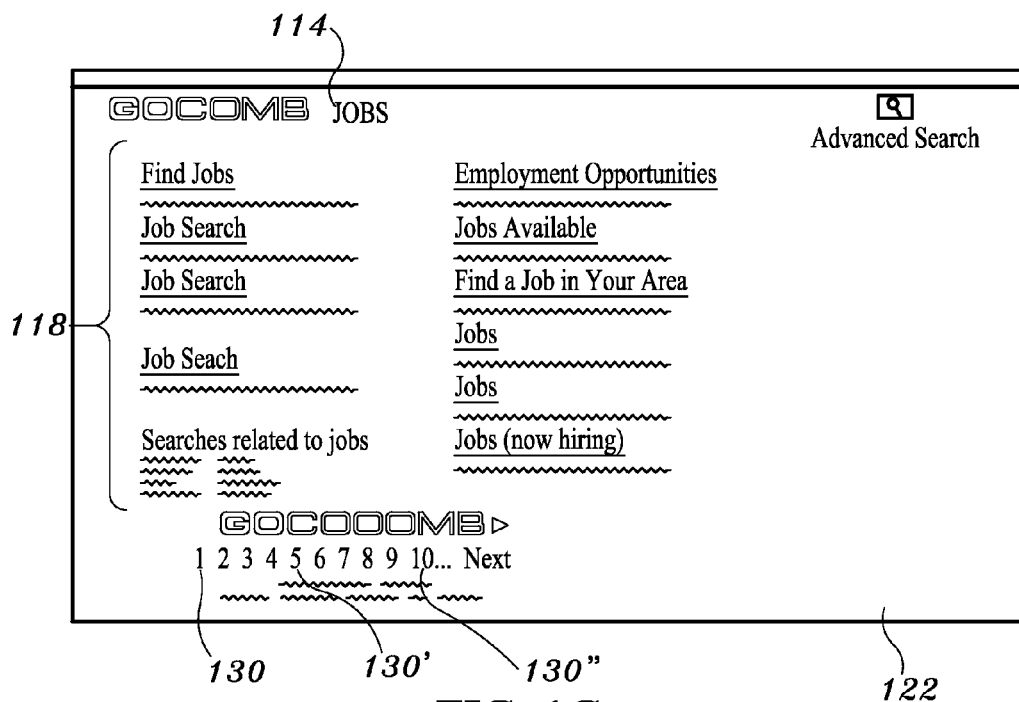 114
GOCOMB JOBS
Advanced Search
Find Jobs
Job Search
Job Search
118
Job Seach
Searches related to jobs
Employment Opportunities
Jobs Available
Find a Job in Your Area
Jobs
Jobs
Jobs (now hiring)
GOCOOOMB
1 2 3 4 5 6 7 8 9 10... Next
130 130' 130"
122